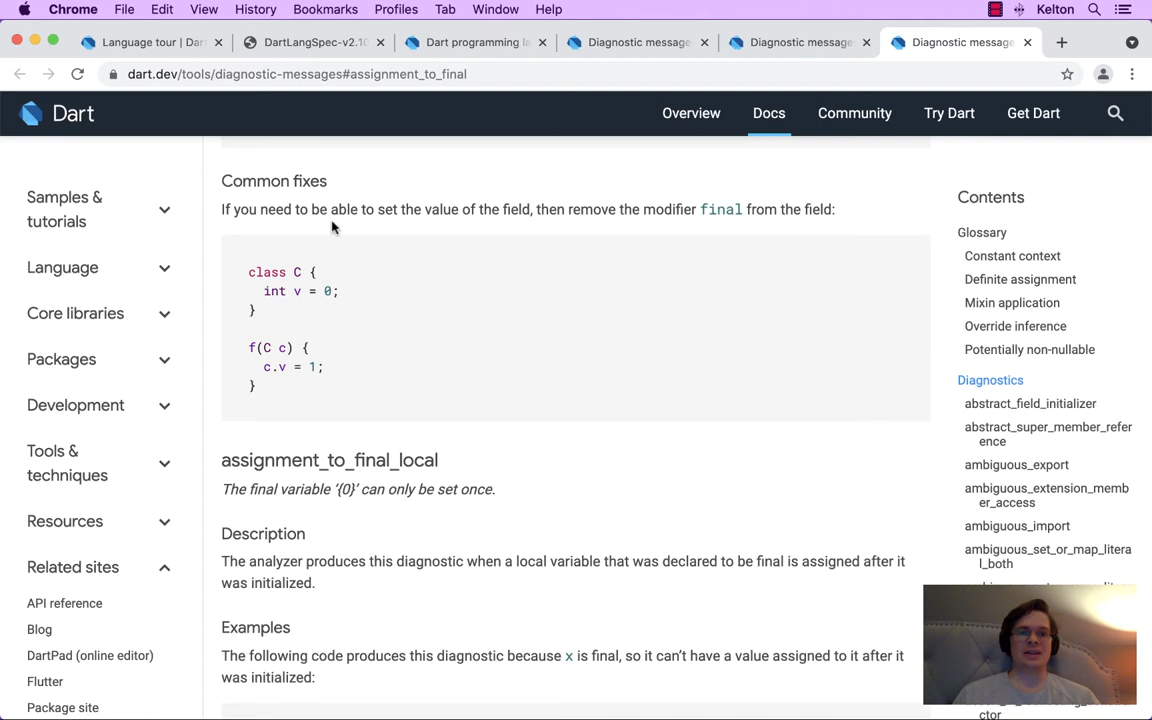 Chrome File Edit View History Bookmarks Profiles Tab Window Help Kelton
Language tour | Dart
DartLangSpec-v2.10
Dart programming la
Diagnostic message
Diagnostic message
Diagnostic message
dart.dev/tools/diagnostic-messages#assignment_to_final
Dart
Overview Docs Community Try Dart Get Dart
Samples &
tutorials
Language
Core libraries
Packages
Development
Tools &
techniques
Resources
Related sites
API reference
Blog
DartPad (online editor)
Flutter
Package site
Common fixes
If you need to be able to set the value of the field, then remove the modifier final from the field:
class C {
int v = 0;
}
f(C c) {
c.v = 1;
}
assignment_to_final_local
The final variable '{0}' can only be set once.
Description
The analyzer produces this diagnostic when a local variable that was declared to be final is assigned after it
was initialized.
Examples
The following code produces this diagnostic because x is final, so it can't have a value assigned to it after it
was initialized:
Contents
Glossary
Constant context
Definite assignment
Mixin application
Override inference
Potentially non-nullable
Diagnostics
abstract_field_initializer
abstract_super_member_refer
ence
ambiguous_export
ambiguous_extension_memb
er_access
ambiguous_import
ambiguous_set_or_map_litera
l_both
ctor